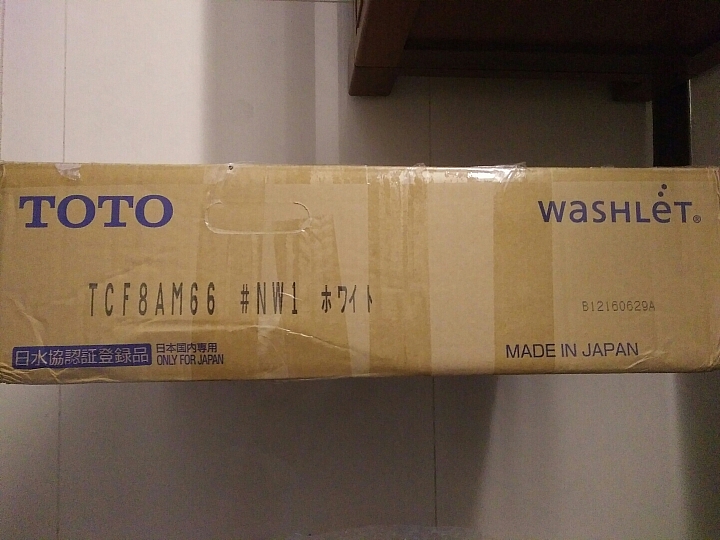 TOTO
WASHLET®
TCF8AM66 #NW1 ホワイト
B12160629A
日水協認証登録品
日本国内専用
ONLY FOR JAPAN
MADE IN JAPAN